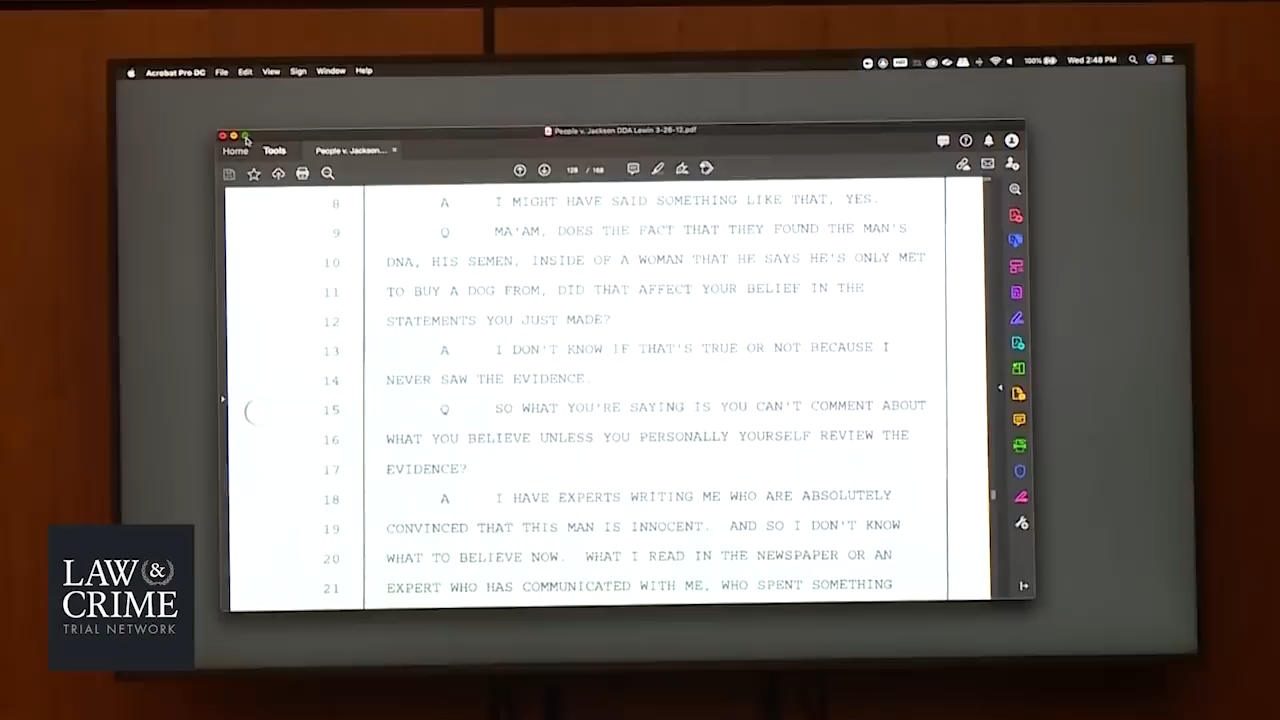 Acrobat Pro DC File Edit View Sign Window Help
100% Wed 2:48 PM
People v. Jackson DDA Lewin 3-26-12.pdf
Home Tools People v. Jackson... ×
128 / 168
8 A I MIGHT HAVE SAID SOMETHING LIKE THAT, YES.
9 Q MA'AM, DOES THE FACT THAT THEY FOUND THE MAN'S
10 DNA, HIS SEMEN, INSIDE OF A WOMAN THAT HE SAYS HE'S ONLY MET
11 TO BUY A DOG FROM, DID THAT AFFECT YOUR BELIEF IN THE
12 STATEMENTS YOU JUST MADE?
13 A I DON'T KNOW IF THAT'S TRUE OR NOT BECAUSE I
14 NEVER SAW THE EVIDENCE.
15 Q SO WHAT YOU'RE SAYING IS YOU CAN'T COMMENT ABOUT
16 WHAT YOU BELIEVE UNLESS YOU PERSONALLY YOURSELF REVIEW THE
17 EVIDENCE?
18 A I HAVE EXPERTS WRITING ME WHO ARE ABSOLUTELY
19 CONVINCED THAT THIS MAN IS INNOCENT. AND SO I DON'T KNOW
20 WHAT TO BELIEVE NOW. WHAT I READ IN THE NEWSPAPER OR AN
21 EXPERT WHO HAS COMMUNICATED WITH ME, WHO SPENT SOMETHING
LAW &
CRIME
TRIAL NETWORK